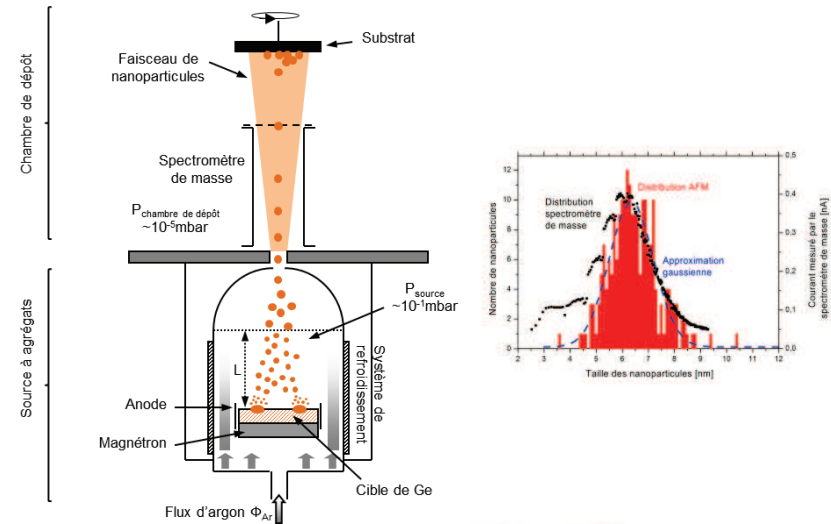 Substrat
Faisceau de
nanoparticules
Chambre de dépôt
Spectromètre
de masse
P chambre de dépôt
~10⁻⁵mbar
P source
~10⁻¹mbar
Source à agrégats
L
Système de
refroidissement
Anode
Magnétron
Cible de Ge
Flux d'argon Φ Ar
Nombre de nanoparticules
12
10
8
6
4
2
0
Distribution AFM
Distribution
spectromètre
de masse
Approximation
gaussienne
0,5
0,4
0,3
0,2
0,1
0,0
Courant mesuré par le
spectromètre de masse [nA]
2 3 4 5 6 7 8 9 10 11 12
Taille des nanoparticules [nm]